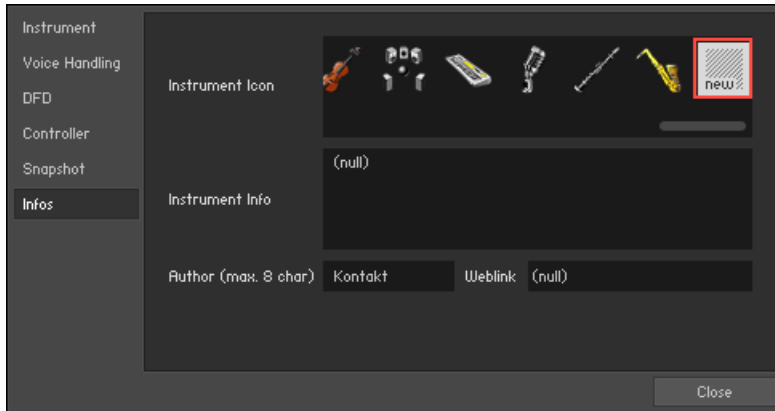 Instrument
Voice Handling
DFD
Controller
Snapshot
Infos
Instrument Icon
new
Instrument Info
(null)
Author (max. 8 char)
Kontakt
Weblink
(null)
Close